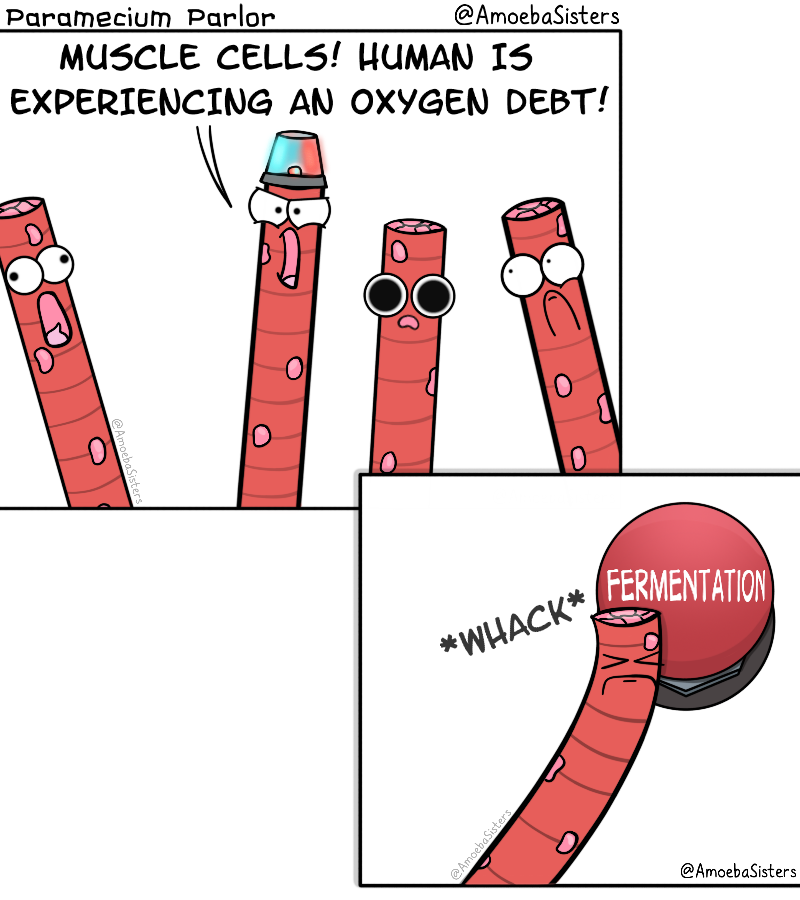 Paramecium Parlor
@AmoebaSisters
MUSCLE CELLS! HUMAN IS
EXPERIENCING AN OXYGEN DEBT!
@AmoebaSisters
FERMENTATION
*WHACK*
@AmoebaSisters
@AmoebaSisters